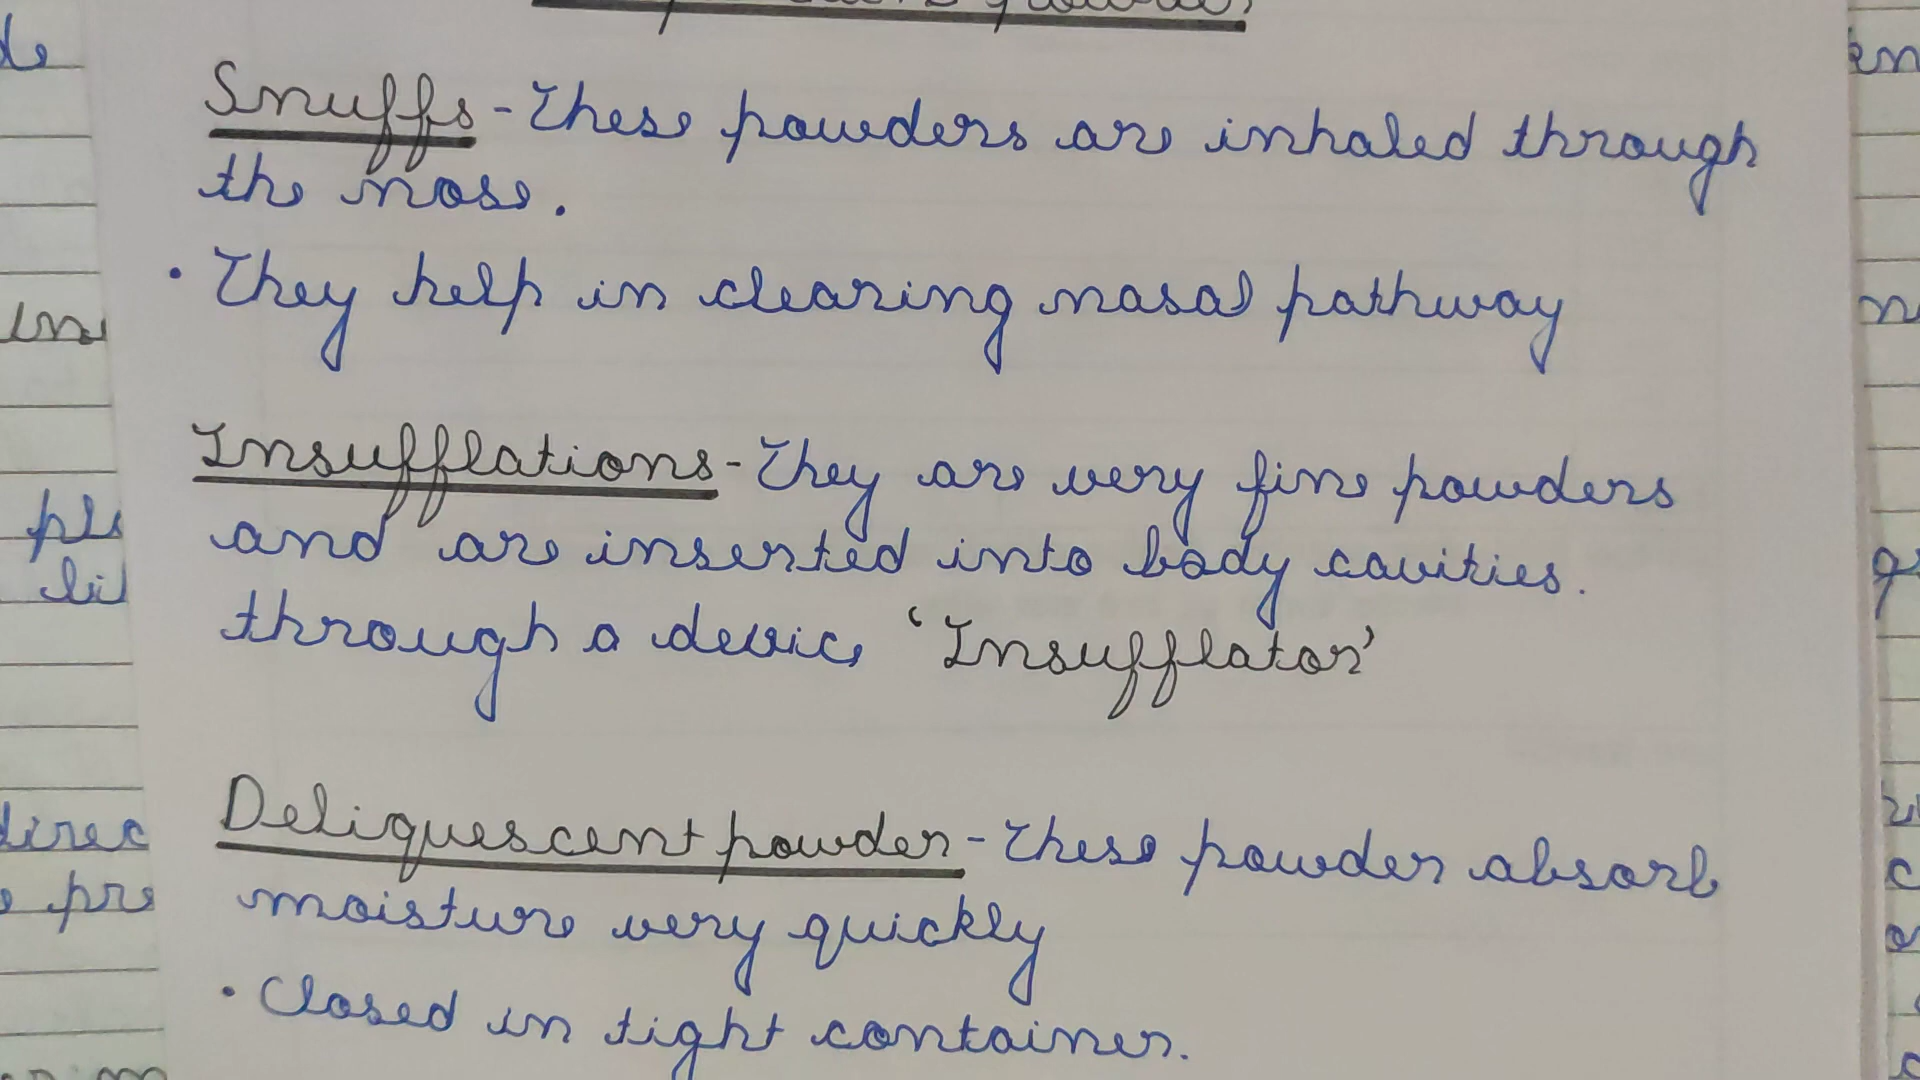 Snuffs - These powders are inhaled through
the nose.
• They help in clearing nasal pathway
Insufflations - They are very fine powders
and are inserted into body cavities.
through a device 'Insufflator'
Deliquescent powder - These powder absorb
moisture very quickly
• Closed in tight container.